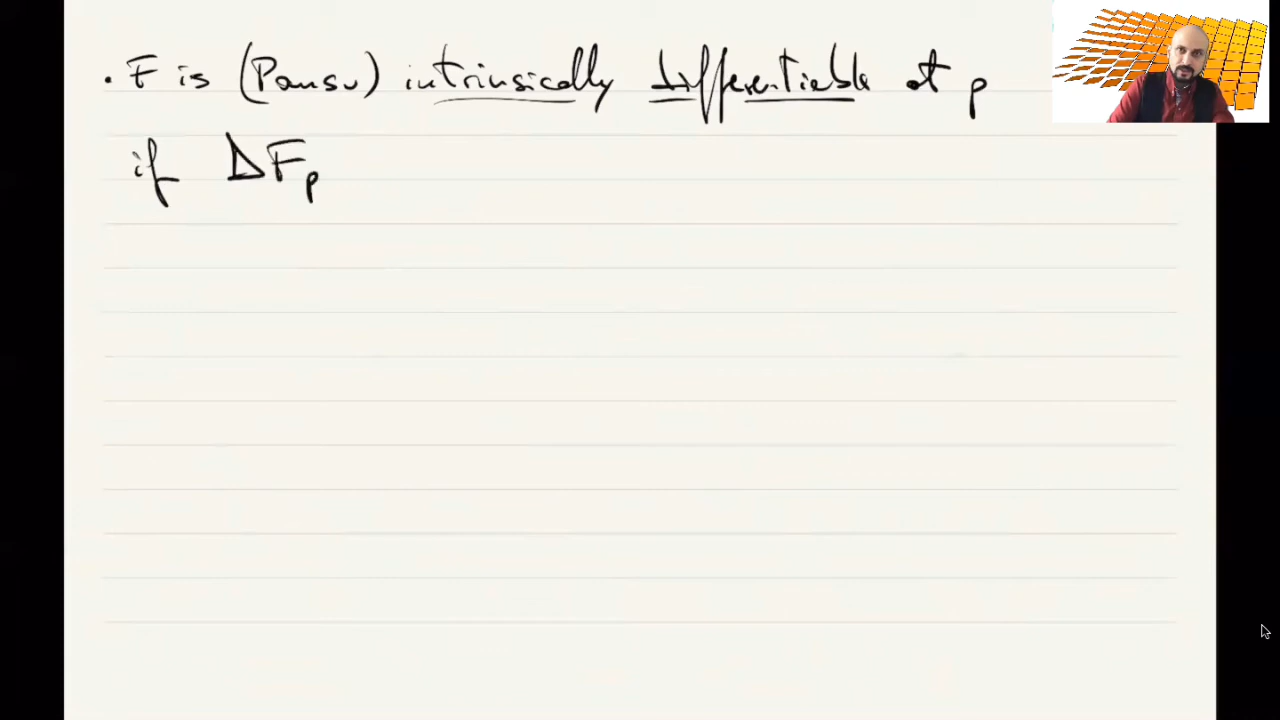 · F is (Pansu) intrinsically differentiable at p
if ΔF_p